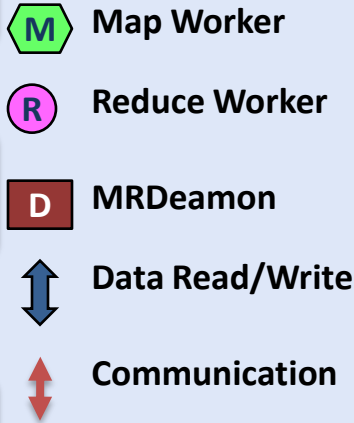 M Map Worker
R Reduce Worker
D MRDeamon
Data Read/Write
Communication